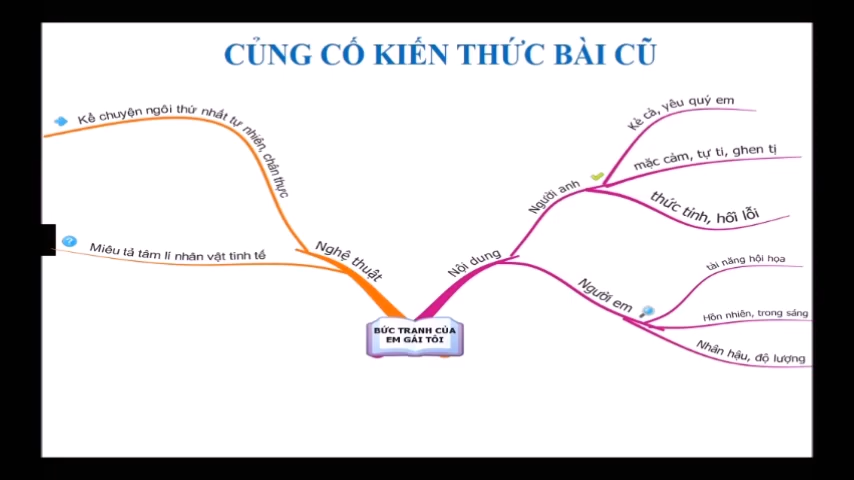 CỦNG CỐ KIẾN THỨC BÀI CŨ
Kể chuyện ngôi thứ nhất tự nhiên, chân thực
Miêu tả tâm lí nhân vật tinh tế
Nghệ thuật
BỨC TRANH CỦA
EM GÁI TÔI
Nội dung
Người anh
Kẻ cả, yêu quý em
mặc cảm, tự ti, ghen tị
thức tỉnh, hối lỗi
Người em
tài năng hội họa
Hồn nhiên, trong sáng
Nhân hậu, độ lượng